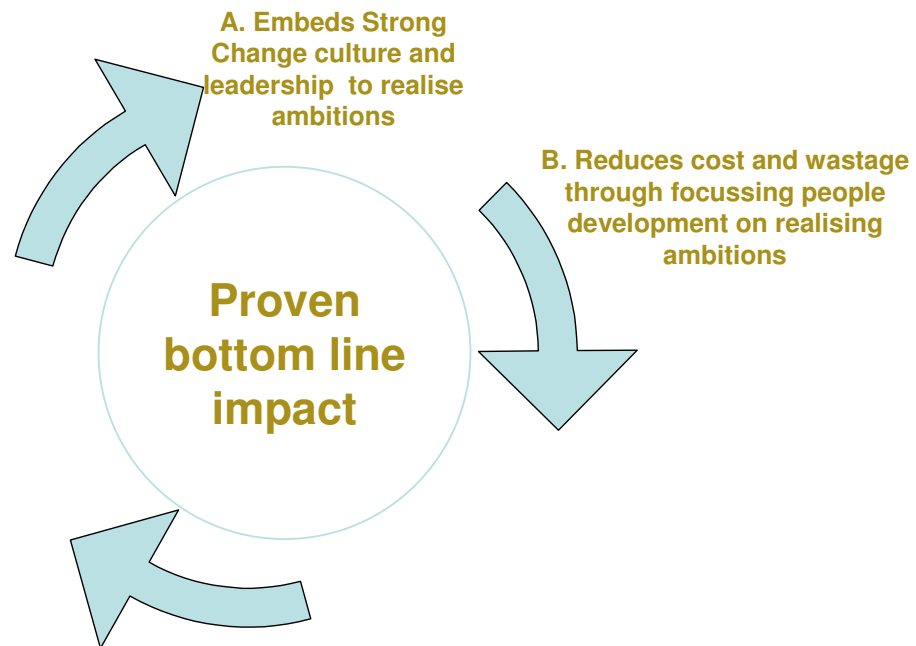 A. Embeds Strong
Change culture and
leadership to realise
ambitions
B. Reduces cost and wastage
through focussing people
development on realising
ambitions
Proven
bottom line
impact